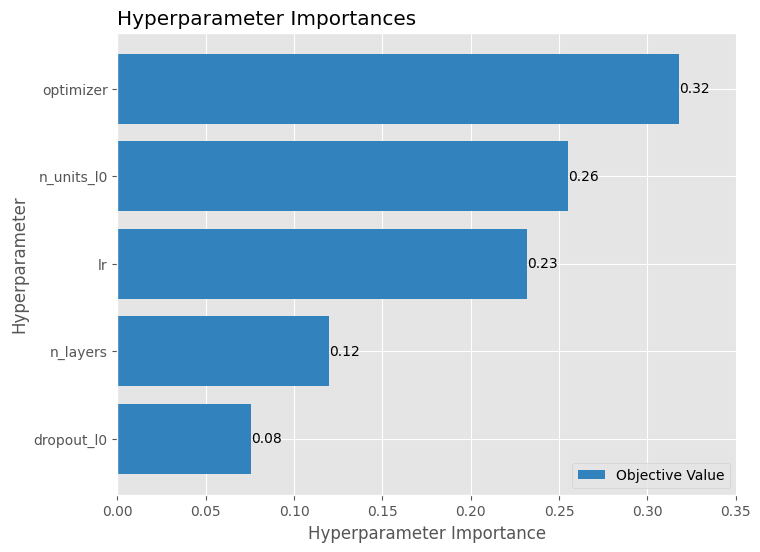 Hyperparameter Importances
Hyperparameter
optimizer
0.32
n_units_l0
0.26
lr
0.23
n_layers
0.12
dropout_l0
0.08
Objective Value
0.00 0.05 0.10 0.15 0.20 0.25 0.30 0.35
Hyperparameter Importance